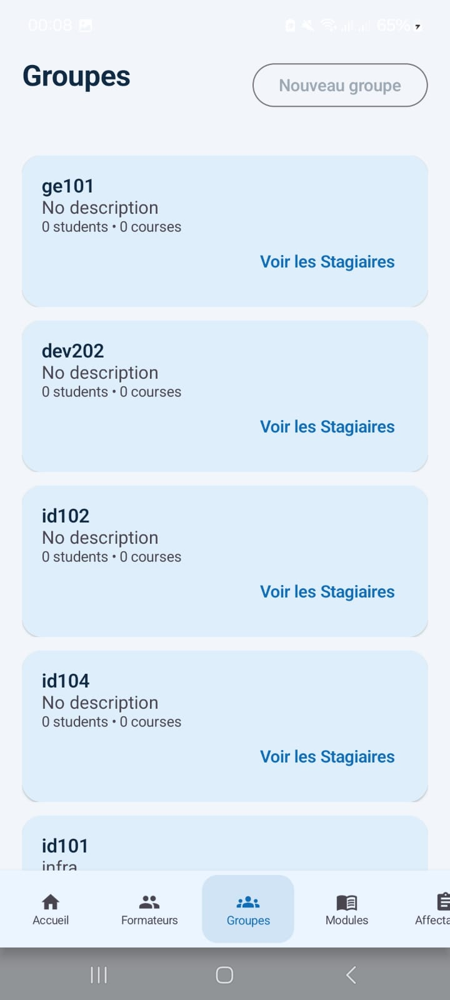 00:08 65%
Groupes
Nouveau groupe
ge101
No description
0 students • 0 courses
Voir les Stagiaires
dev202
No description
0 students • 0 courses
Voir les Stagiaires
id102
No description
0 students • 0 courses
Voir les Stagiaires
id104
No description
0 students • 0 courses
Voir les Stagiaires
id101
infra
Accueil Formateurs Groupes Modules Affecta